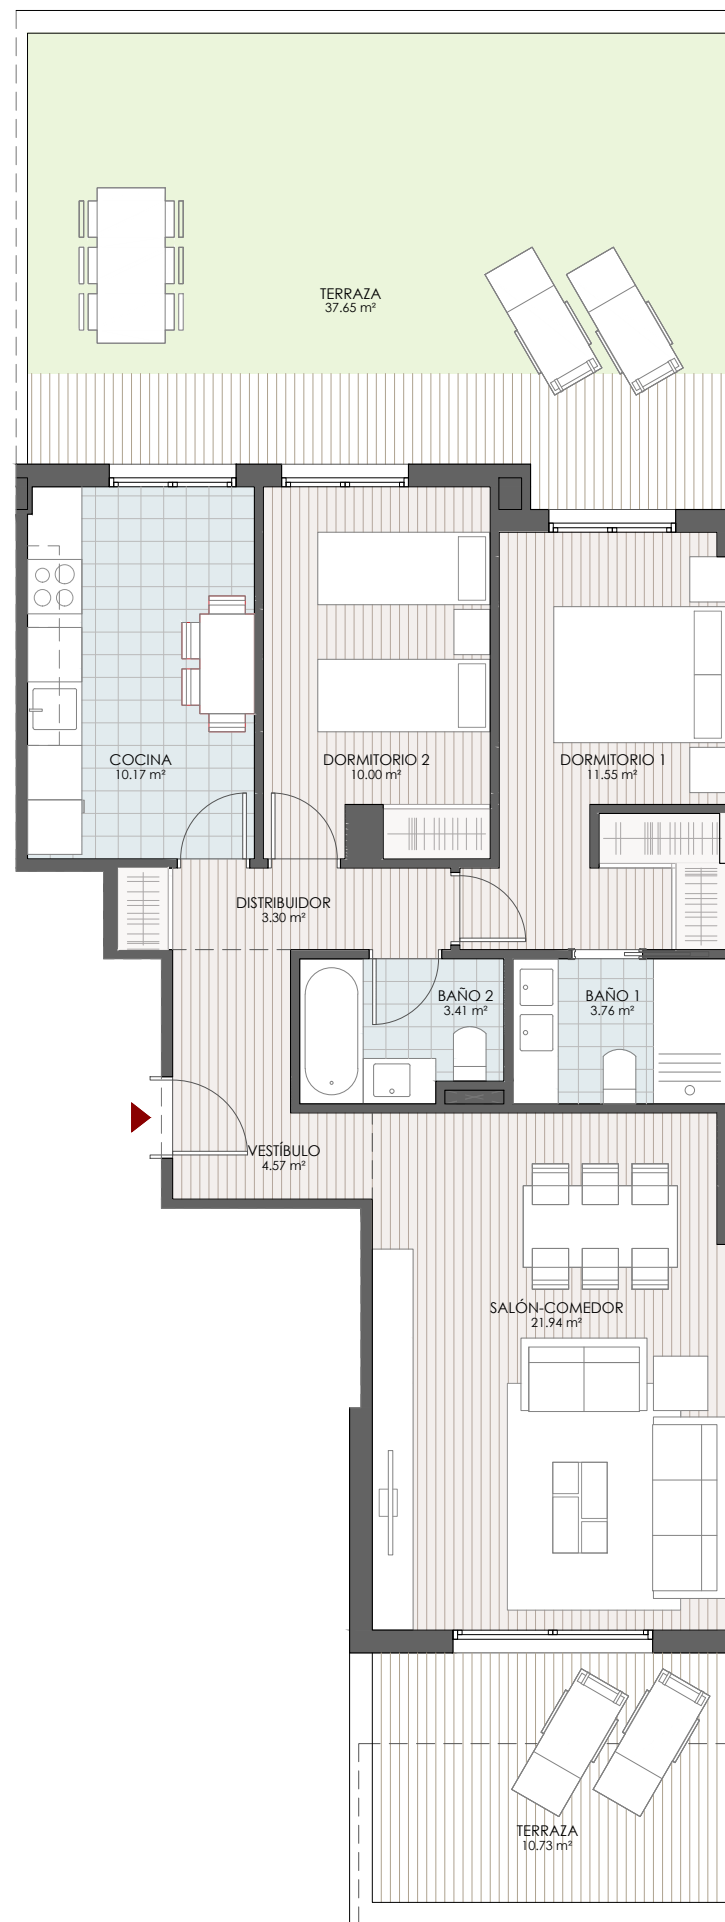 TERRAZA
37.65 m²
COCINA
10.17 m²
DORMITORIO 2
10.00 m²
DORMITORIO 1
11.55 m²
DISTRIBUIDOR
3.30 m²
BAÑO 2
3.41 m²
BAÑO 1
3.76 m²
VESTÍBULO
4.57 m²
SALÓN-COMEDOR
21.94 m²
TERRAZA
10.73 m²